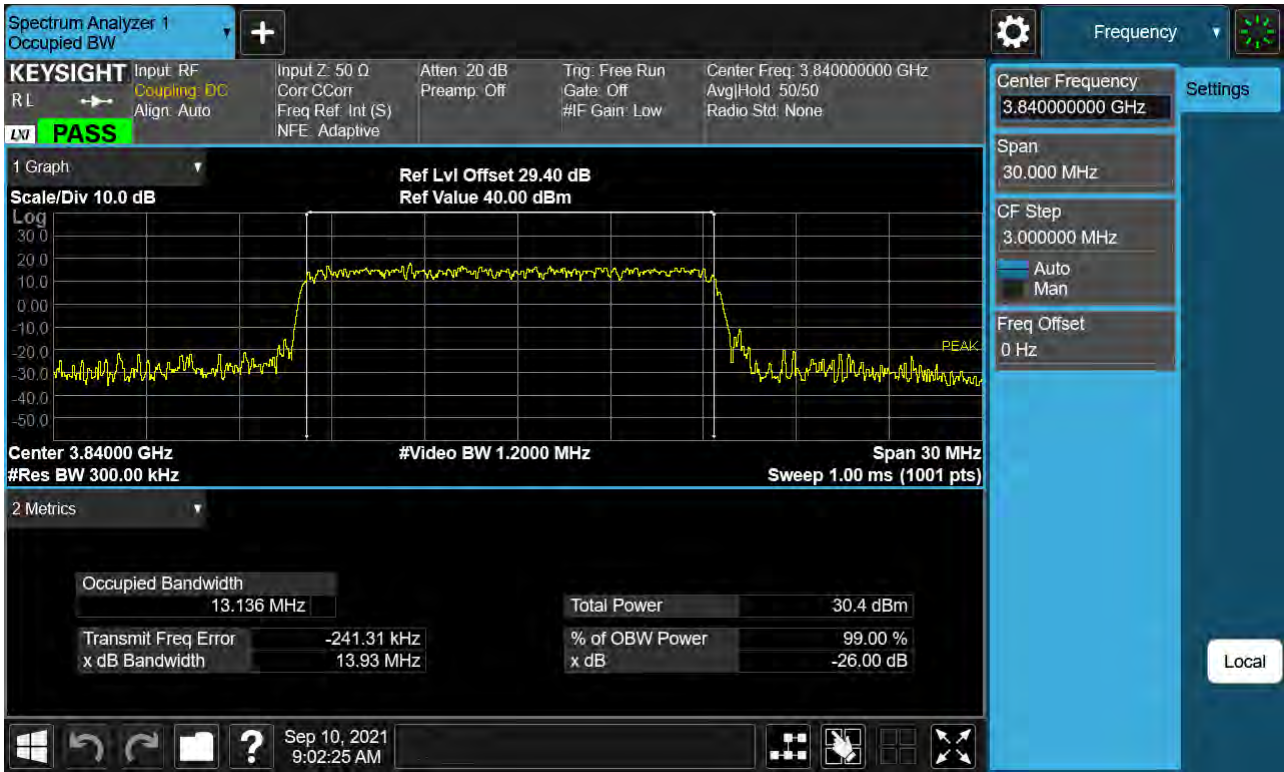 Spectrum Analyzer 1
Occupied BW
+
Frequency
KEYSIGHT
RL
LXI PASS
Input: RF
Coupling: DC
Align: Auto
Input Z: 50 Ω
Corr CCorr
Freq Ref: Int (S)
NFE: Adaptive
Atten: 20 dB
Preamp: Off
Trig: Free Run
Gate: Off
#IF Gain: Low
Center Freq: 3.840000000 GHz
Avg|Hold: 50/50
Radio Std: None
Center Frequency
3.840000000 GHz
Settings
Span
30.000 MHz
CF Step
3.000000 MHz
Auto
Man
Freq Offset
0 Hz
1 Graph
Ref Lvl Offset 29.40 dB
Scale/Div 10.0 dB
Ref Value 40.00 dBm
Log
30.0
20.0
10.0
0.00
-10.0
-20.0
-30.0
-40.0
-50.0
PEAK
Center 3.84000 GHz
#Video BW 1.2000 MHz
Span 30 MHz
#Res BW 300.00 kHz
Sweep 1.00 ms (1001 pts)
2 Metrics
Occupied Bandwidth
13.136 MHz
Total Power 30.4 dBm
Transmit Freq Error -241.31 kHz
% of OBW Power 99.00 %
x dB Bandwidth 13.93 MHz
x dB -26.00 dB
Local
?
Sep 10, 2021
9:02:25 AM